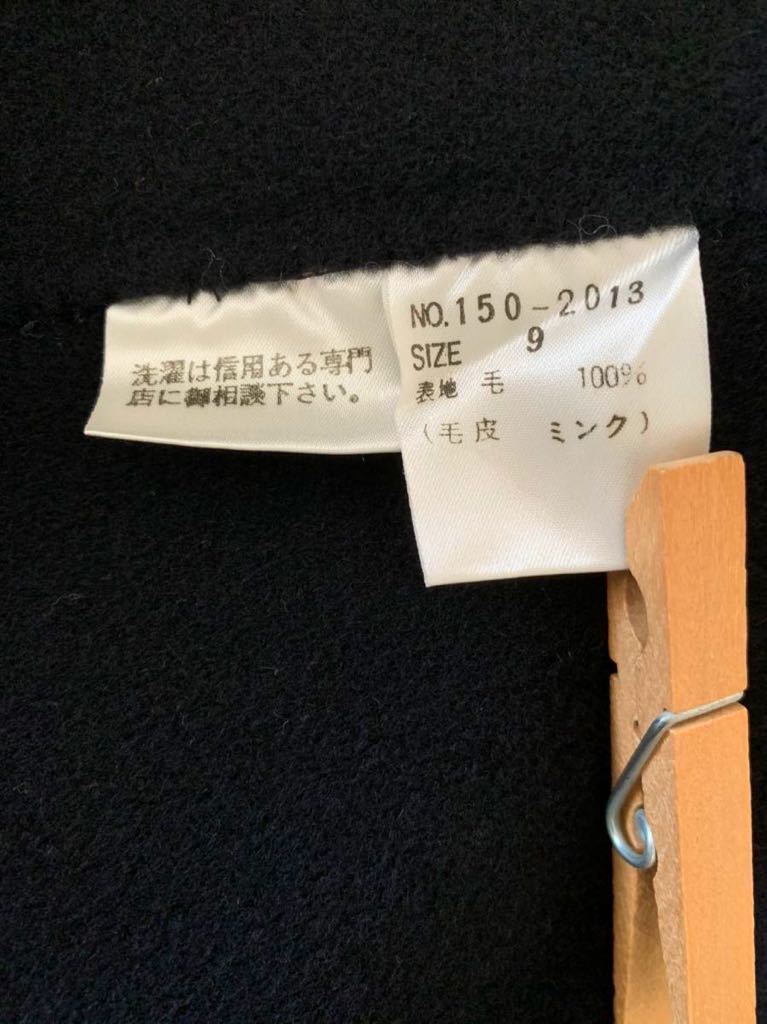 洗濯は信用ある専門
店に御相談下さい。
NO.150-2013
SIZE 9
表地 毛 100%
(毛皮 ミンク)